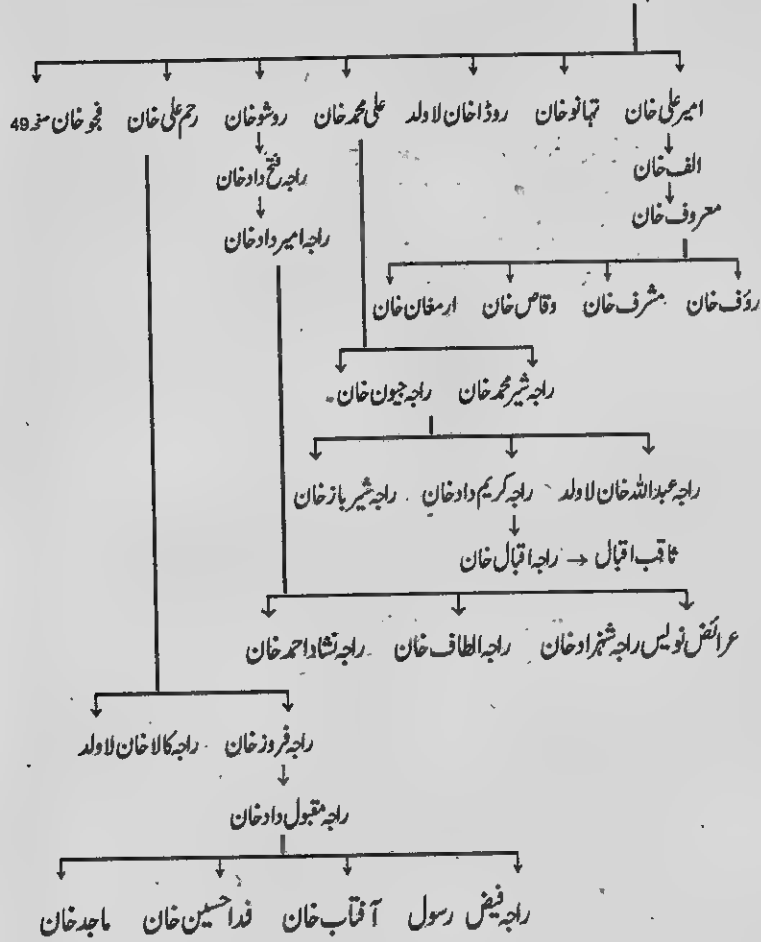 امیر علی خان تہانو خان روڈا خان لاولد علی محمد خان روشو خان رحم علی خان فجو خان صفحہ 49
الف خان راجہ فتح داد خان
معروف خان راجہ امیر داد خان
رؤف خان مشرف خان وقاص خان ارمغان خان
راجہ شیر محمد خان راجہ جیون خان
راجہ عبداللہ خان لاولد راجہ کریم داد خان راجہ شیر باز خان
ثاقب اقبال → راجہ اقبال خان
عرائض نویس راجہ شہزاد خان راجہ الطاف خان راجہ نشاد احمد خان
راجہ فروز خان راجہ کالا خان لاولد
راجہ مقبول داد خان
راجہ فیض رسول آفتاب خان فدا حسین خان ماجد خان